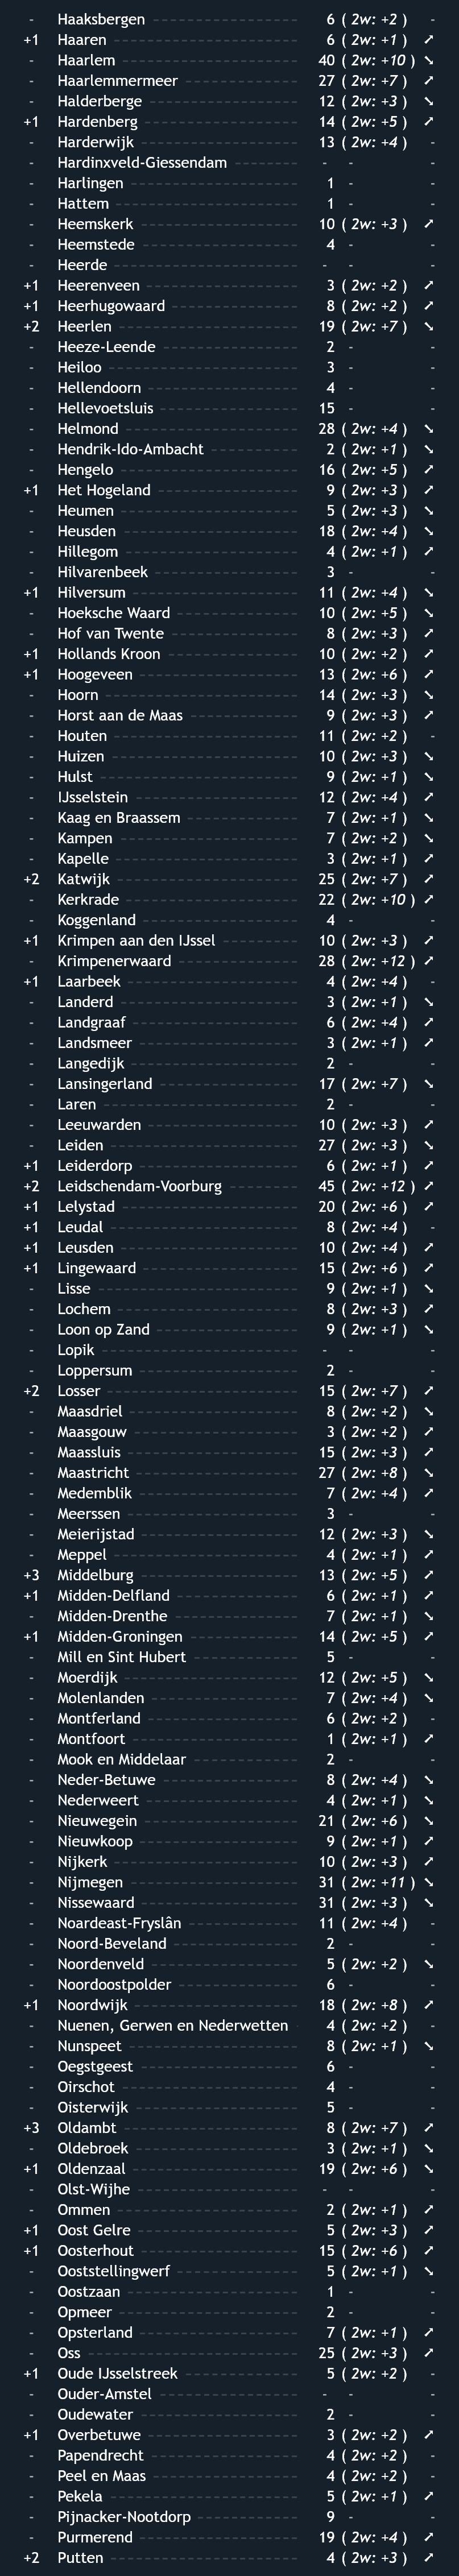 - Haaksbergen 6 ( 2w: +2 ) -
+1 Haaren 6 ( 2w: +1 ) ↗
- Haarlem 40 ( 2w: +10 ) ↘
- Haarlemmermeer 27 ( 2w: +7 ) ↗
- Halderberge 12 ( 2w: +3 ) ↘
+1 Hardenberg 14 ( 2w: +5 ) ↗
- Harderwijk 13 ( 2w: +4 ) -
- Hardinxveld-Giessendam - - -
- Harlingen 1 - -
- Hattem 1 - -
- Heemskerk 10 ( 2w: +3 ) ↗
- Heemstede 4 - -
- Heerde - - -
+1 Heerenveen 3 ( 2w: +2 ) ↗
+1 Heerhugowaard 8 ( 2w: +2 ) ↗
+2 Heerlen 19 ( 2w: +7 ) ↘
- Heeze-Leende 2 - -
- Heiloo 3 - -
- Hellendoorn 4 - -
- Hellevoetsluis 15 - -
- Helmond 28 ( 2w: +4 ) ↘
- Hendrik-Ido-Ambacht 2 ( 2w: +1 ) ↘
- Hengelo 16 ( 2w: +5 ) ↗
+1 Het Hogeland 9 ( 2w: +3 ) ↗
- Heumen 5 ( 2w: +3 ) ↘
- Heusden 18 ( 2w: +4 ) ↘
- Hillegom 4 ( 2w: +1 ) ↗
- Hilvarenbeek 3 - -
+1 Hilversum 11 ( 2w: +4 ) ↘
- Hoeksche Waard 10 ( 2w: +5 ) ↘
- Hof van Twente 8 ( 2w: +3 ) ↗
+1 Hollands Kroon 10 ( 2w: +2 ) ↗
+1 Hoogeveen 13 ( 2w: +6 ) ↗
- Hoorn 14 ( 2w: +3 ) ↘
- Horst aan de Maas 9 ( 2w: +3 ) ↗
- Houten 11 ( 2w: +2 ) -
- Huizen 10 ( 2w: +3 ) ↘
- Hulst 9 ( 2w: +1 ) ↘
- IJsselstein 12 ( 2w: +4 ) ↗
- Kaag en Braassem 7 ( 2w: +1 ) ↘
- Kampen 7 ( 2w: +2 ) ↘
- Kapelle 3 ( 2w: +1 ) ↗
+2 Katwijk 25 ( 2w: +7 ) ↗
- Kerkrade 22 ( 2w: +10 ) ↗
- Koggenland 4 - -
+1 Krimpen aan den IJssel 10 ( 2w: +3 ) ↗
- Krimpenerwaard 28 ( 2w: +12 ) ↗
+1 Laarbeek 4 ( 2w: +4 ) -
- Landerd 3 ( 2w: +1 ) ↘
- Landgraaf 6 ( 2w: +4 ) ↗
- Landsmeer 3 ( 2w: +1 ) ↗
- Langedijk 2 - -
- Lansingerland 17 ( 2w: +7 ) ↘
- Laren 2 - -
- Leeuwarden 10 ( 2w: +3 ) ↗
- Leiden 27 ( 2w: +3 ) ↘
+1 Leiderdorp 6 ( 2w: +1 ) ↗
+2 Leidschendam-Voorburg 45 ( 2w: +12 ) ↗
+1 Lelystad 20 ( 2w: +6 ) ↗
+1 Leudal 8 ( 2w: +4 ) -
+1 Leusden 10 ( 2w: +4 ) ↗
+1 Lingewaard 15 ( 2w: +6 ) ↗
- Lisse 9 ( 2w: +1 ) ↘
- Lochem 8 ( 2w: +3 ) ↗
- Loon op Zand 9 ( 2w: +1 ) ↘
- Lopik - - -
- Loppersum 2 - -
+2 Losser 15 ( 2w: +7 ) ↗
- Maasdriel 8 ( 2w: +2 ) ↘
- Maasgouw 3 ( 2w: +2 ) ↗
- Maassluis 15 ( 2w: +3 ) ↗
- Maastricht 27 ( 2w: +8 ) ↘
- Medemblik 7 ( 2w: +4 ) ↗
- Meerssen 3 - -
- Meierijstad 12 ( 2w: +3 ) ↘
- Meppel 4 ( 2w: +1 ) ↗
+3 Middelburg 13 ( 2w: +5 ) ↗
+1 Midden-Delfland 6 ( 2w: +1 ) ↗
- Midden-Drenthe 7 ( 2w: +1 ) ↘
+1 Midden-Groningen 14 ( 2w: +5 ) ↗
- Mill en Sint Hubert 5 - -
- Moerdijk 12 ( 2w: +5 ) ↘
- Molenlanden 7 ( 2w: +4 ) ↘
- Montferland 6 ( 2w: +2 ) -
- Montfoort 1 ( 2w: +1 ) ↗
- Mook en Middelaar 2 - -
- Neder-Betuwe 8 ( 2w: +4 ) ↘
- Nederweert 4 ( 2w: +1 ) ↘
- Nieuwegein 21 ( 2w: +6 ) ↘
- Nieuwkoop 9 ( 2w: +1 ) ↗
- Nijkerk 10 ( 2w: +3 ) ↗
- Nijmegen 31 ( 2w: +11 ) ↘
- Nissewaard 31 ( 2w: +3 ) ↘
- Noardeast-Fryslân 11 ( 2w: +4 ) -
- Noord-Beveland 2 - -
- Noordenveld 5 ( 2w: +2 ) ↘
- Noordoostpolder 6 - -
+1 Noordwijk 18 ( 2w: +8 ) ↗
- Nuenen, Gerwen en Nederwetten 4 ( 2w: +2 ) -
- Nunspeet 8 ( 2w: +1 ) ↘
- Oegstgeest 6 - -
- Oirschot 4 - -
- Oisterwijk 5 - -
+3 Oldambt 8 ( 2w: +7 ) ↗
- Oldebroek 3 ( 2w: +1 ) ↘
+1 Oldenzaal 19 ( 2w: +6 ) ↘
- Olst-Wijhe - - -
- Ommen 2 ( 2w: +1 ) ↗
+1 Oost Gelre 5 ( 2w: +3 ) ↗
+1 Oosterhout 15 ( 2w: +6 ) ↗
- Ooststellingwerf 5 ( 2w: +1 ) ↘
- Oostzaan 1 - -
- Opmeer 2 - -
- Opsterland 7 ( 2w: +1 ) ↗
- Oss 25 ( 2w: +3 ) ↗
+1 Oude IJsselstreek 5 ( 2w: +2 ) -
- Ouder-Amstel - - -
- Oudewater 2 - -
+1 Overbetuwe 3 ( 2w: +2 ) ↗
- Papendrecht 4 ( 2w: +2 ) -
- Peel en Maas 4 ( 2w: +2 ) -
- Pekela 5 ( 2w: +1 ) ↗
- Pijnacker-Nootdorp 9 - -
- Purmerend 19 ( 2w: +4 ) ↗
+2 Putten 4 ( 2w: +3 ) ↗